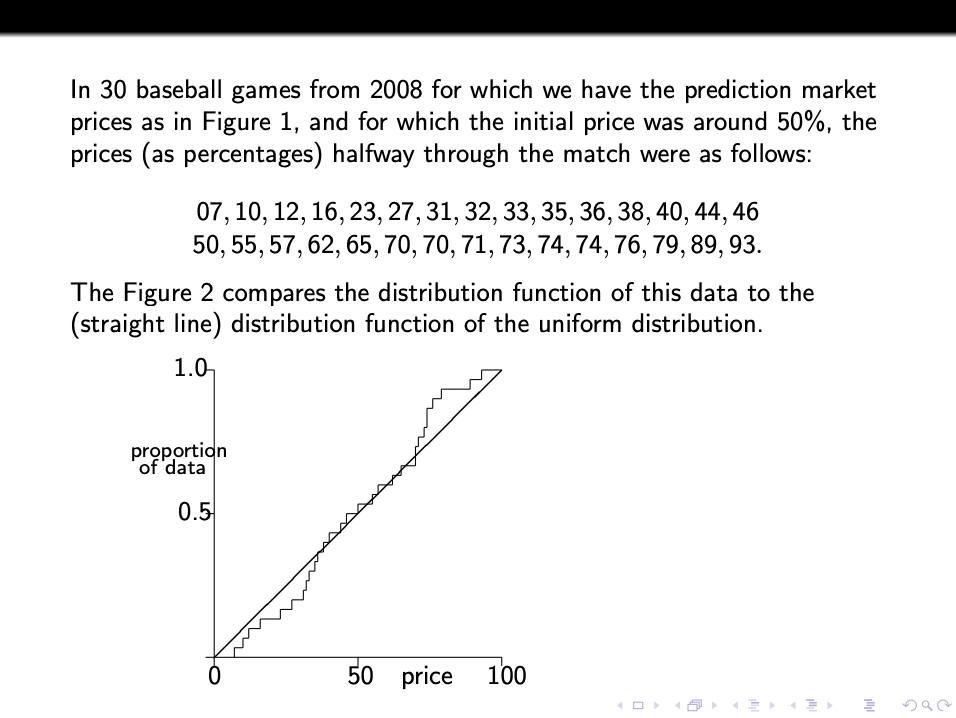 In 30 baseball games from 2008 for which we have the prediction market
prices as in Figure 1, and for which the initial price was around 50%, the
prices (as percentages) halfway through the match were as follows:
07, 10, 12, 16, 23, 27, 31, 32, 33, 35, 36, 38, 40, 44, 46
50, 55, 57, 62, 65, 70, 70, 71, 73, 74, 74, 76, 79, 89, 93.
The Figure 2 compares the distribution function of this data to the
(straight line) distribution function of the uniform distribution.
1.0
proportion
of data
0.5
0 50 price 100